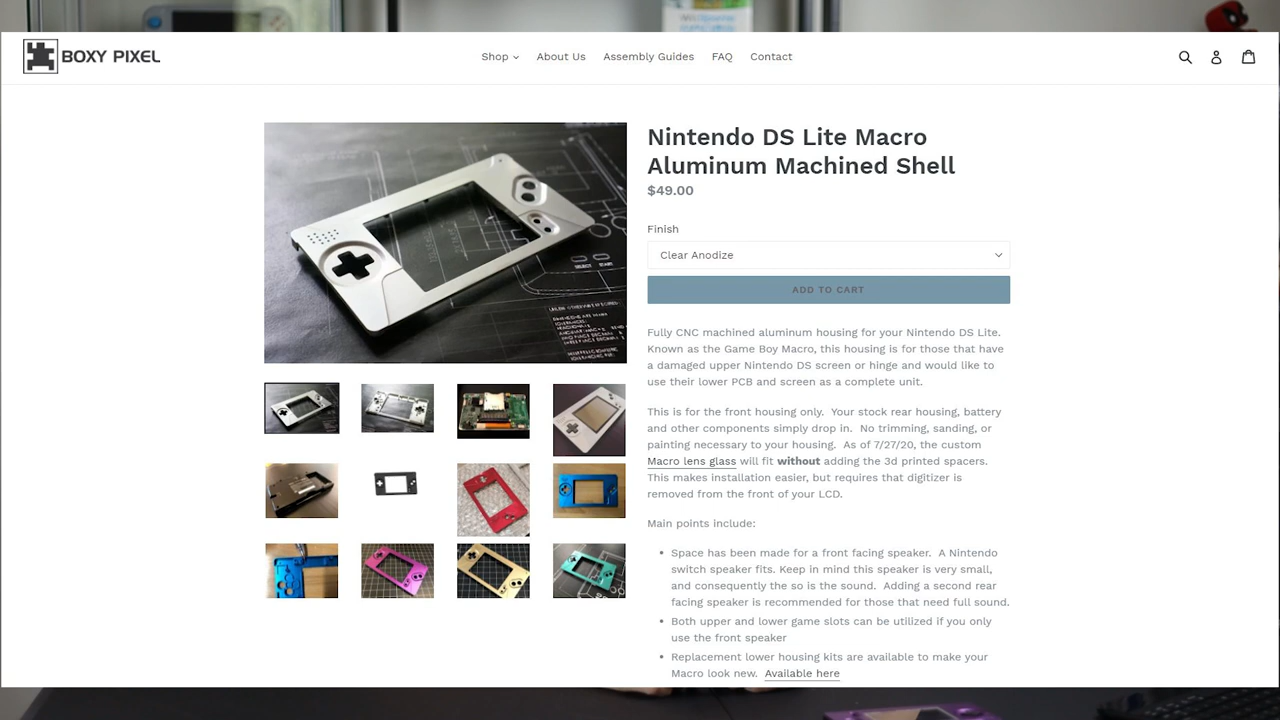 BOXY PIXEL
Shop
About Us
Assembly Guides
FAQ
Contact
Nintendo DS Lite Macro
Aluminum Machined Shell
$49.00
Finish
Clear Anodize
ADD TO CART
Fully CNC machined aluminum housing for your Nintendo DS Lite.
Known as the Game Boy Macro, this housing is for those that have
a damaged upper Nintendo DS screen or hinge and would like to
use their lower PCB and screen as a complete unit.
This is for the front housing only.  Your stock rear housing, battery
and other components simply drop in.  No trimming, sanding, or
painting necessary to your housing.  As of 7/27/20, the custom
Macro lens glass will fit without adding the 3d printed spacers.
This makes installation easier, but requires that digitizer is
removed from the front of your LCD.
Main points include:
• Space has been made for a front facing speaker.  A Nintendo
switch speaker fits. Keep in mind this speaker is very small,
and consequently the so is the sound.  Adding a second rear
facing speaker is recommended for those that need full sound.
• Both upper and lower game slots can be utilized if you only
use the front speaker
• Replacement lower housing kits are available to make your
Macro look new.  Available here
SELECT
START